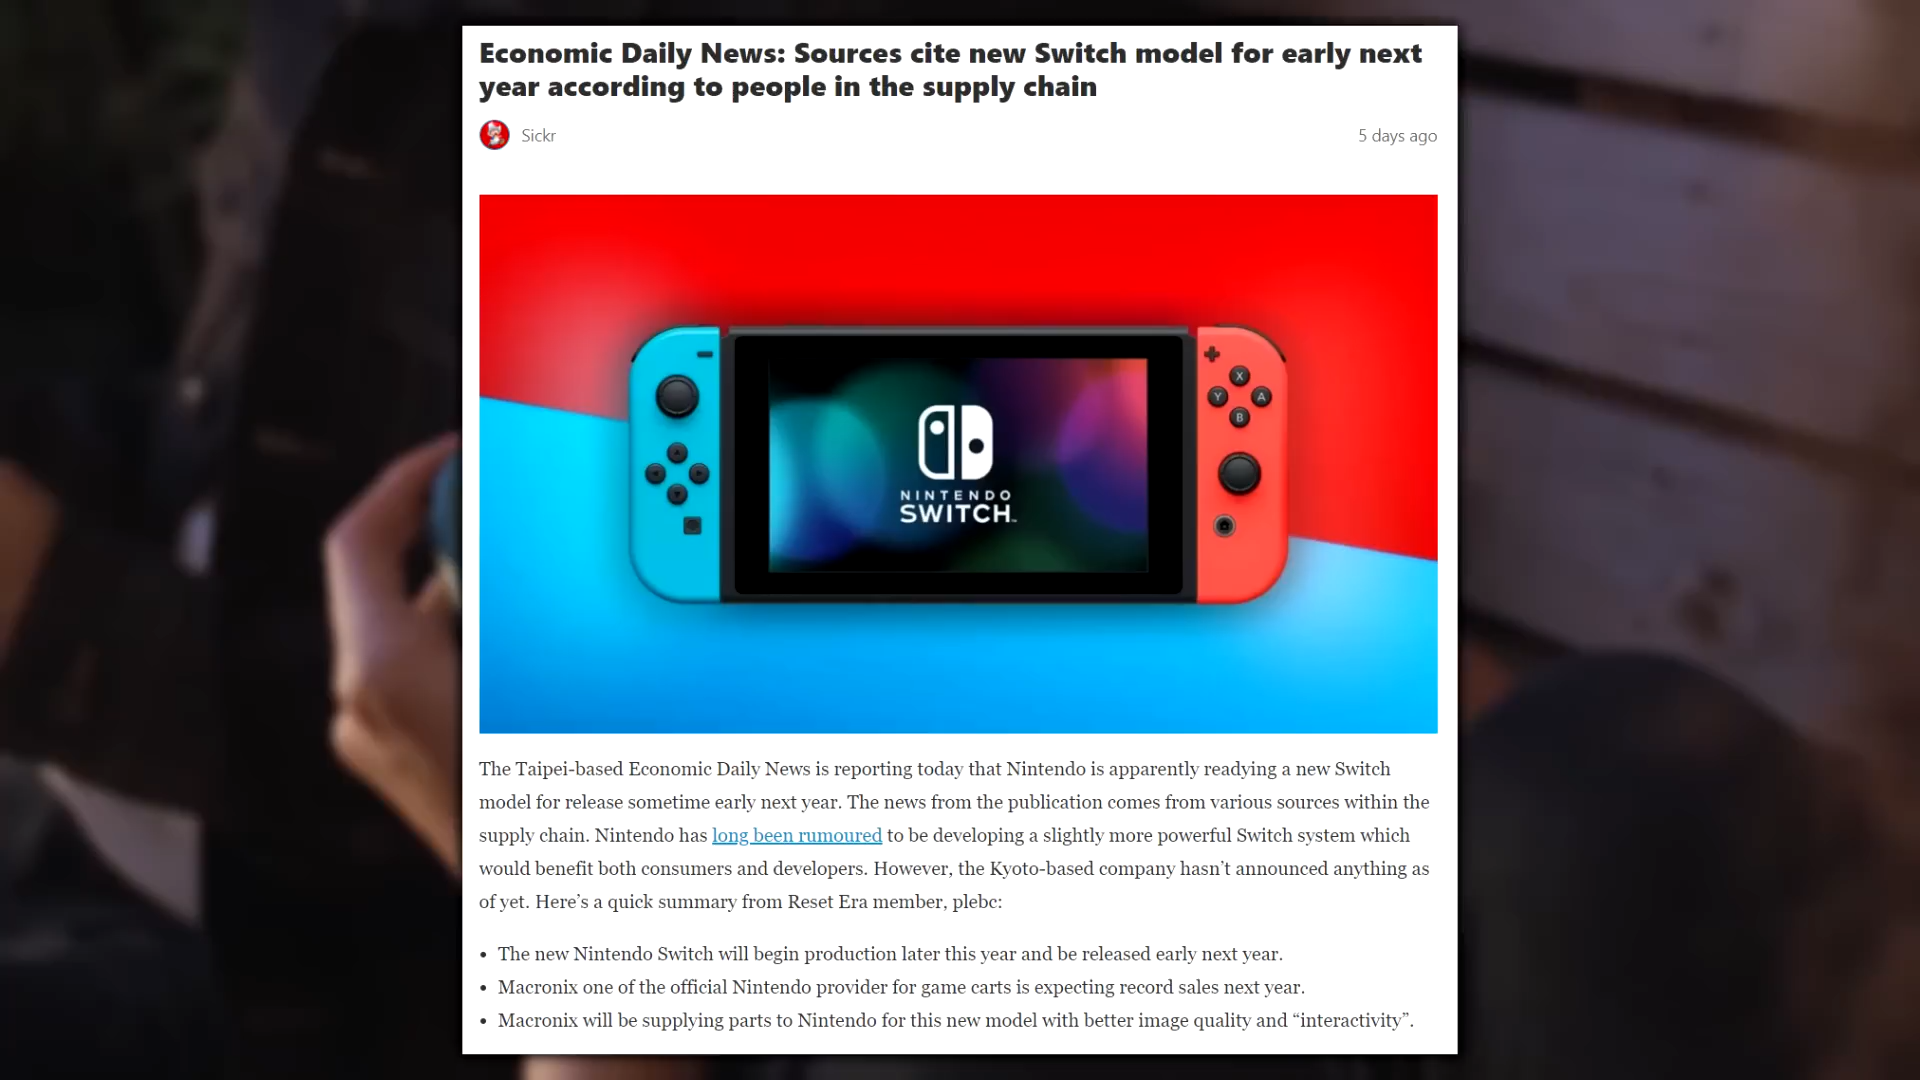 Economic Daily News: Sources cite new Switch model for early next
year according to people in the supply chain
Sickr
5 days ago
X
Y
A
B
NINTENDO
SWITCH™
The Taipei-based Economic Daily News is reporting today that Nintendo is apparently readying a new Switch
model for release sometime early next year. The news from the publication comes from various sources within the
supply chain. Nintendo has long been rumoured to be developing a slightly more powerful Switch system which
would benefit both consumers and developers. However, the Kyoto-based company hasn’t announced anything as
of yet. Here’s a quick summary from Reset Era member, plebc:
• The new Nintendo Switch will begin production later this year and be released early next year.
• Macronix one of the official Nintendo provider for game carts is expecting record sales next year.
• Macronix will be supplying parts to Nintendo for this new model with better image quality and “interactivity”.